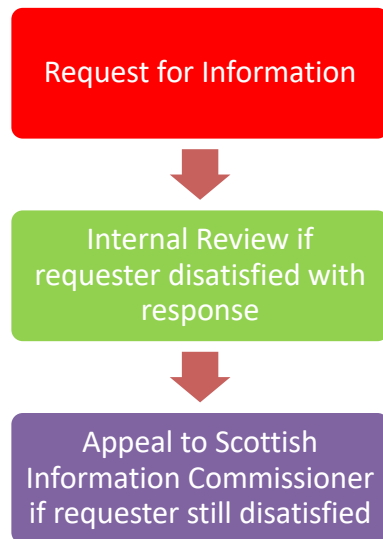 Request for Information
Internal Review if
requester disatisfied with
response
Appeal to Scottish
Information Commissioner
if requester still disatisfied